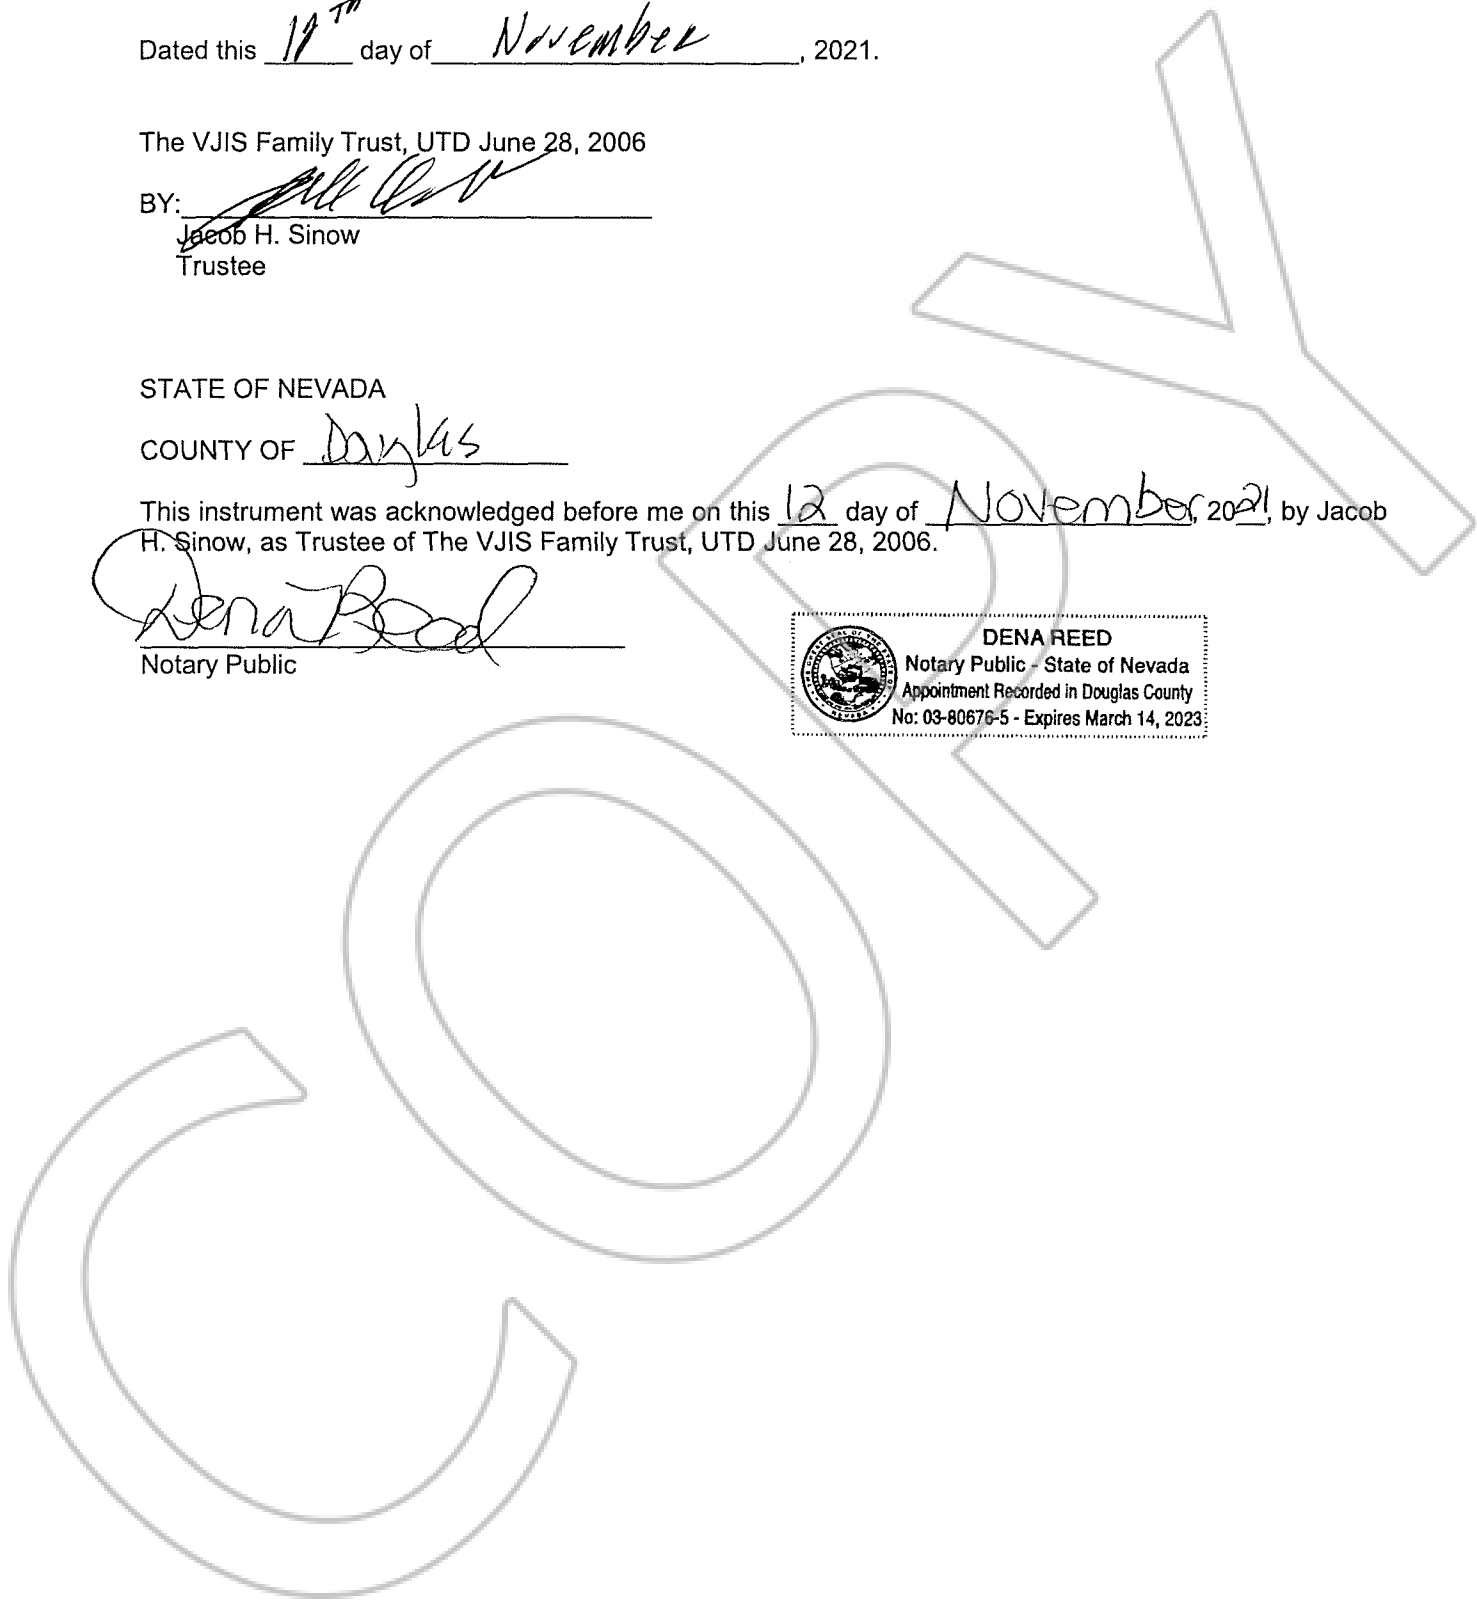 Dated this 12TH day of November, 2021.
The VJIS Family Trust, UTD June 28, 2006
BY:
Jacob H. Sinow
Trustee
STATE OF NEVADA
COUNTY OF Douglas
This instrument was acknowledged before me on this 12 day of November, 2021, by Jacob
H. Sinow, as Trustee of The VJIS Family Trust, UTD June 28, 2006.
Dena Reed
Notary Public
DENA REED
Notary Public - State of Nevada
Appointment Recorded in Douglas County
No: 03-80676-5 - Expires March 14, 2023
COPY